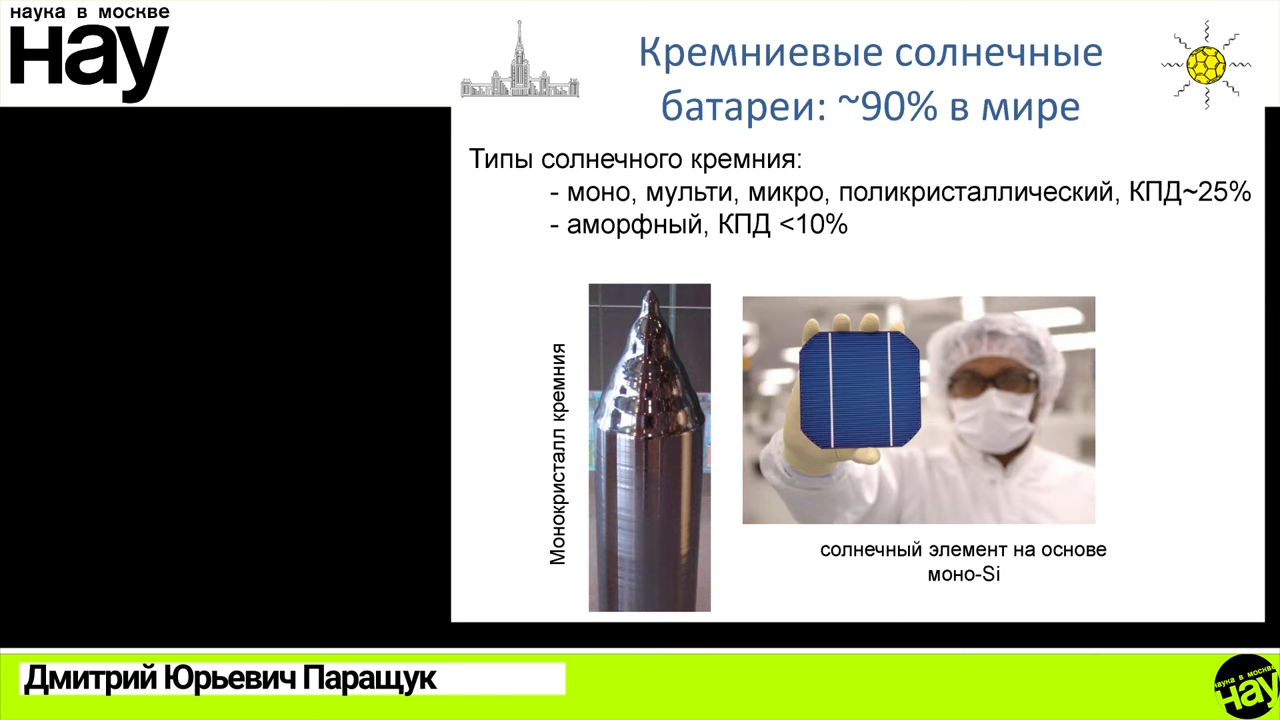 наука в москве
нау
Кремниевые солнечные
батареи: ~90% в мире
Типы солнечного кремния:
- моно, мульти, микро, поликристаллический, КПД~25%
- аморфный, КПД <10%
Монокристалл кремния
солнечный элемент на основе
моно-Si
Дмитрий Юрьевич Паращук
наука в москве
нау